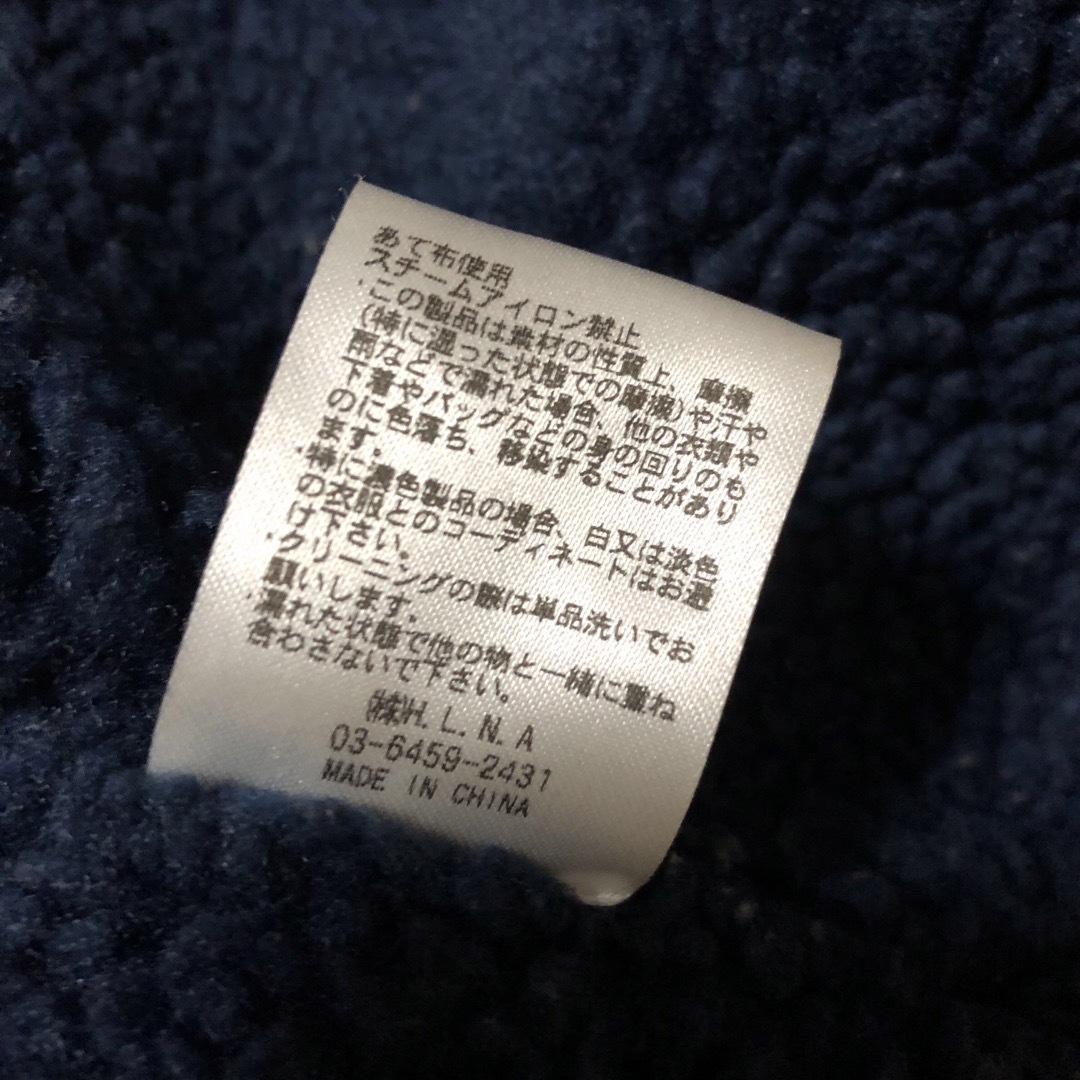 あて布使用
スチームアイロン禁止
・この製品は素材の性質上、摩擦
(特に湿った状態での摩擦)や汗や
雨などで濡れた場合、他の衣類や
下着やバッグなどの身の回りのも
のに色落ち、移染することがあり
ます。
・特に濃色製品の場合、白又は淡色
の衣服とのコーディネートはお避
け下さい。
・クリーニングの際は単品洗いでお
願いします。
・濡れた状態で他の物と一緒に重ね
合わさないで下さい。
㈱H.L.N.A
03-6459-2431
MADE IN CHINA